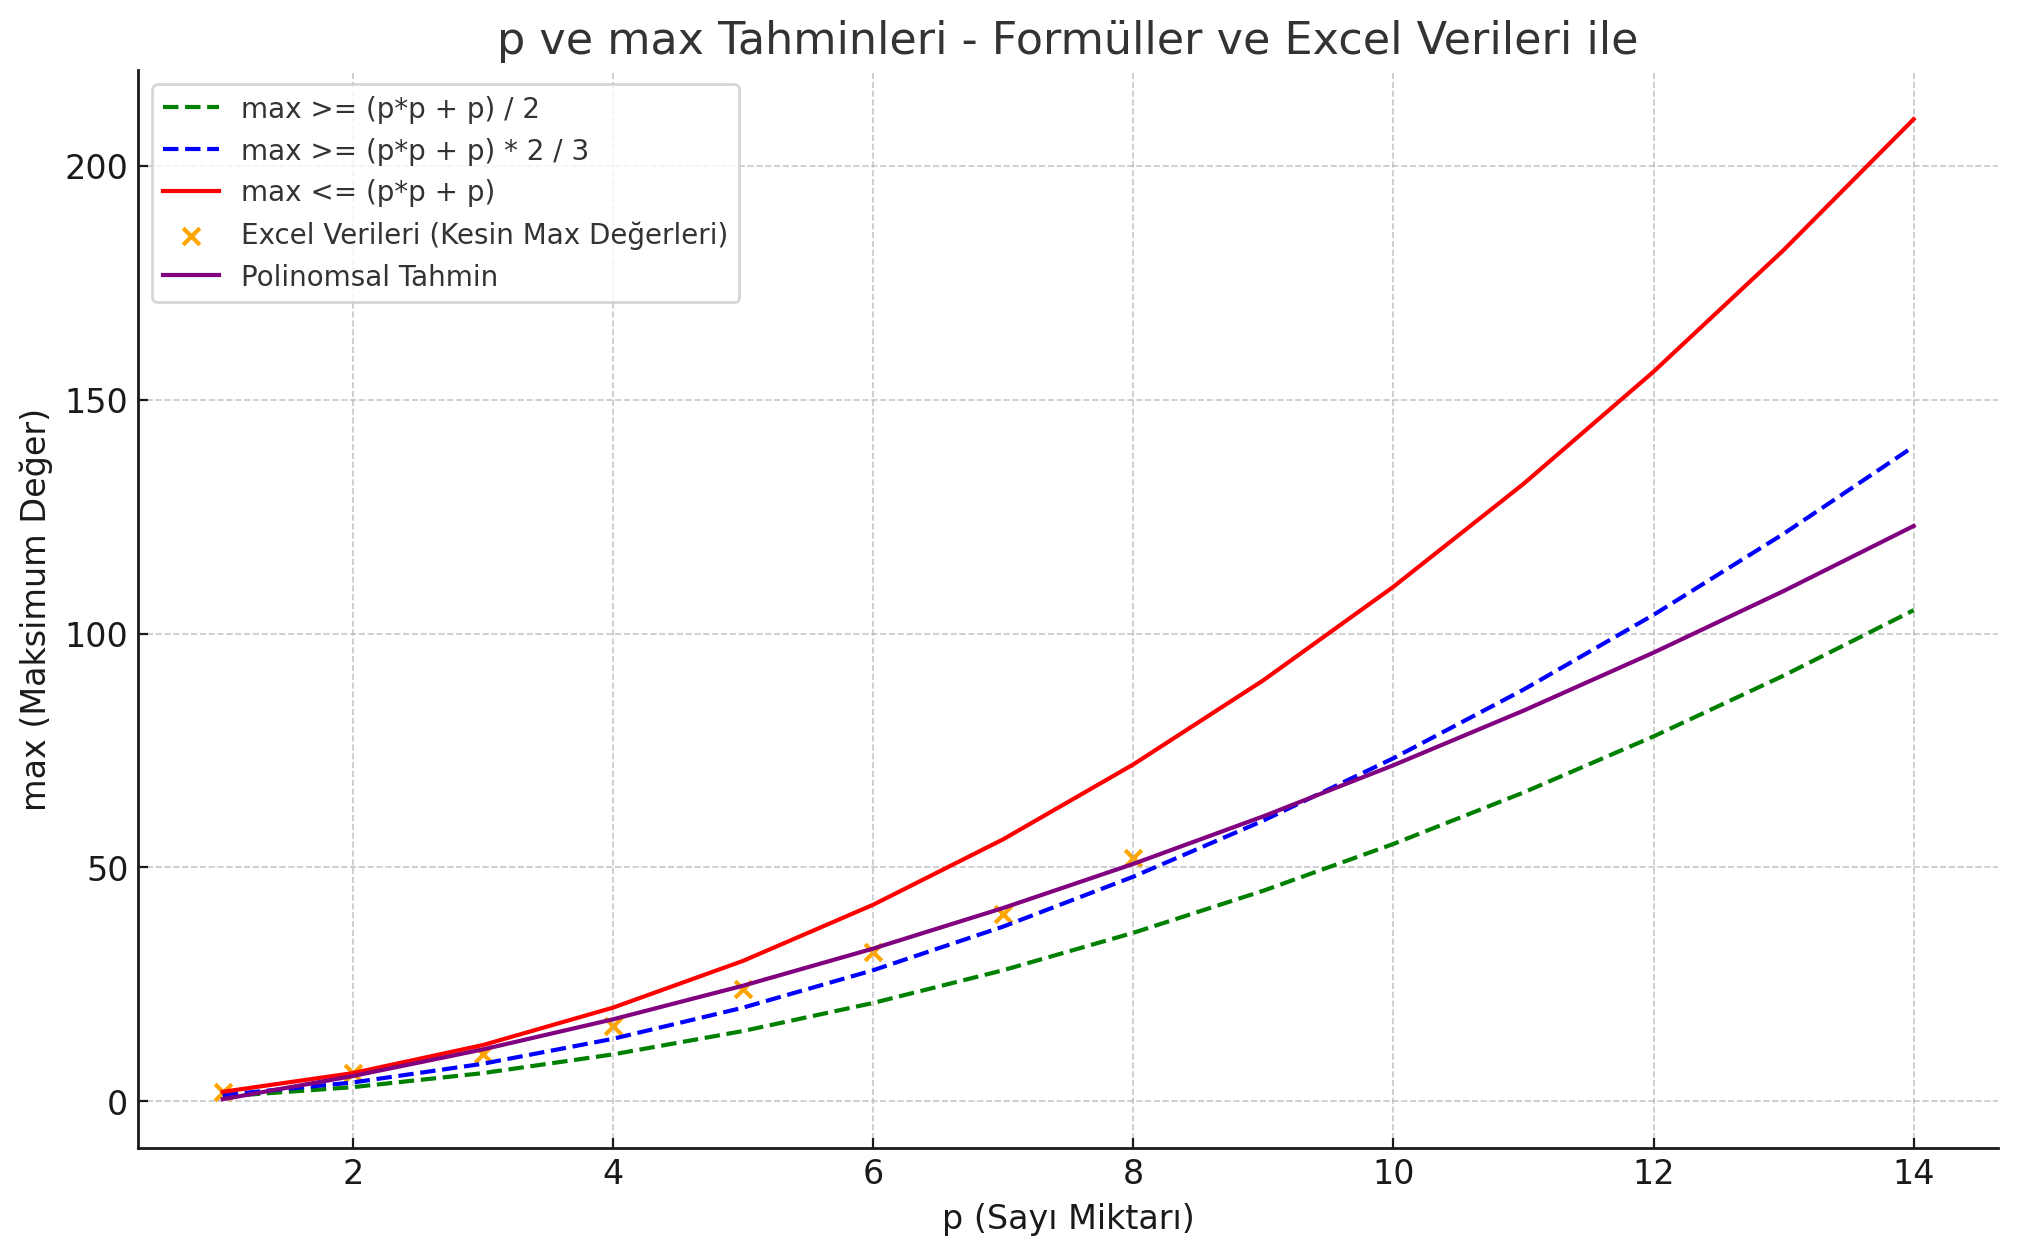 p ve max Tahminleri - Formüller ve Excel Verileri ile
max >= (p*p + p) / 2
max >= (p*p + p) * 2 / 3
max <= (p*p + p)
Excel Verileri (Kesin Max Değerleri)
Polinomsal Tahmin
max (Maksimum Değer)
200
150
100
50
0
2 4 6 8 10 12 14
p (Sayı Miktarı)